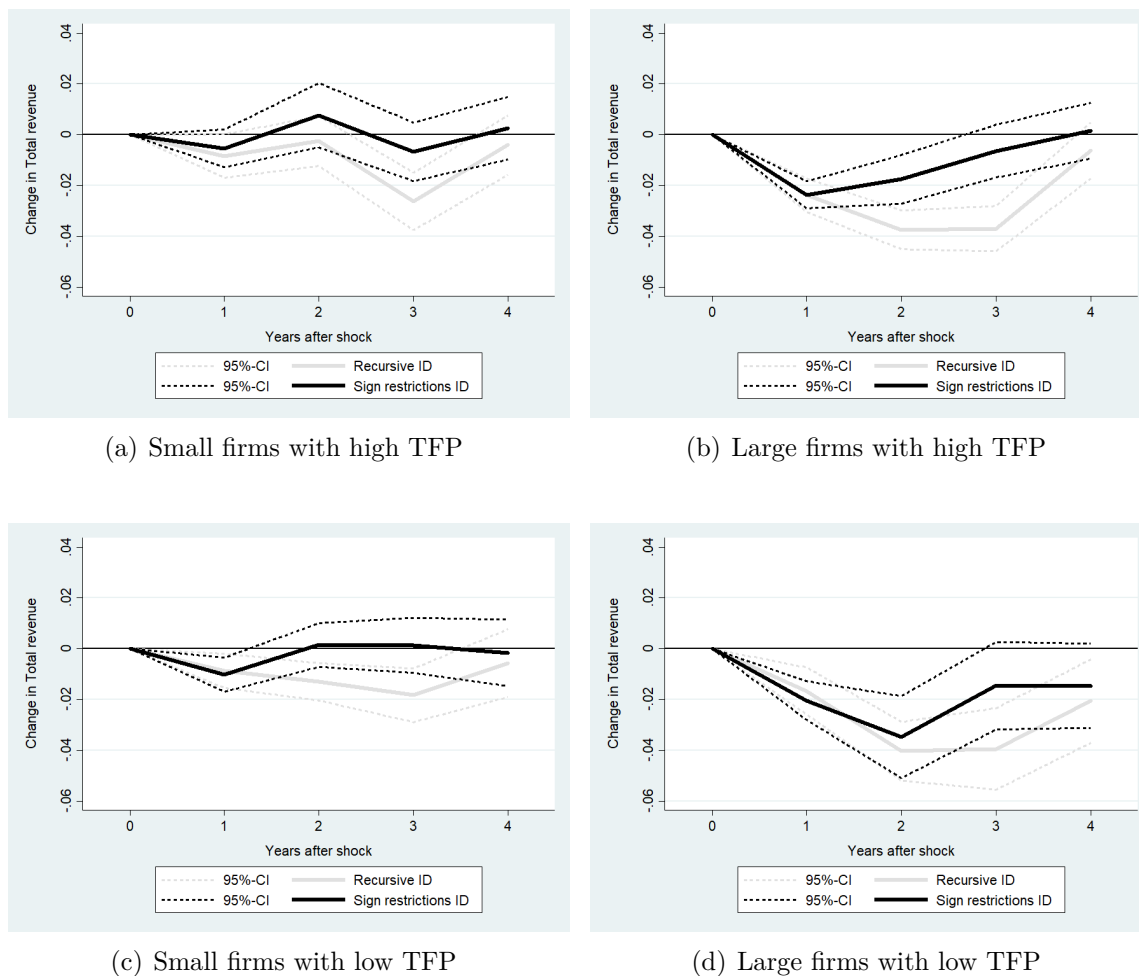 Change in Total revenue
.04
.02
0
-.02
-.04
-.06
0 1 2 3 4
Years after shock
95%-CI Recursive ID
95%-CI Sign restrictions ID
(a) Small firms with high TFP
Change in Total revenue
.04
.02
0
-.02
-.04
-.06
0 1 2 3 4
Years after shock
95%-CI Recursive ID
95%-CI Sign restrictions ID
(b) Large firms with high TFP
Change in Total revenue
.04
.02
0
-.02
-.04
-.06
0 1 2 3 4
Years after shock
95%-CI Recursive ID
95%-CI Sign restrictions ID
(c) Small firms with low TFP
Change in Total revenue
.04
.02
0
-.02
-.04
-.06
0 1 2 3 4
Years after shock
95%-CI Recursive ID
95%-CI Sign restrictions ID
(d) Large firms with low TFP